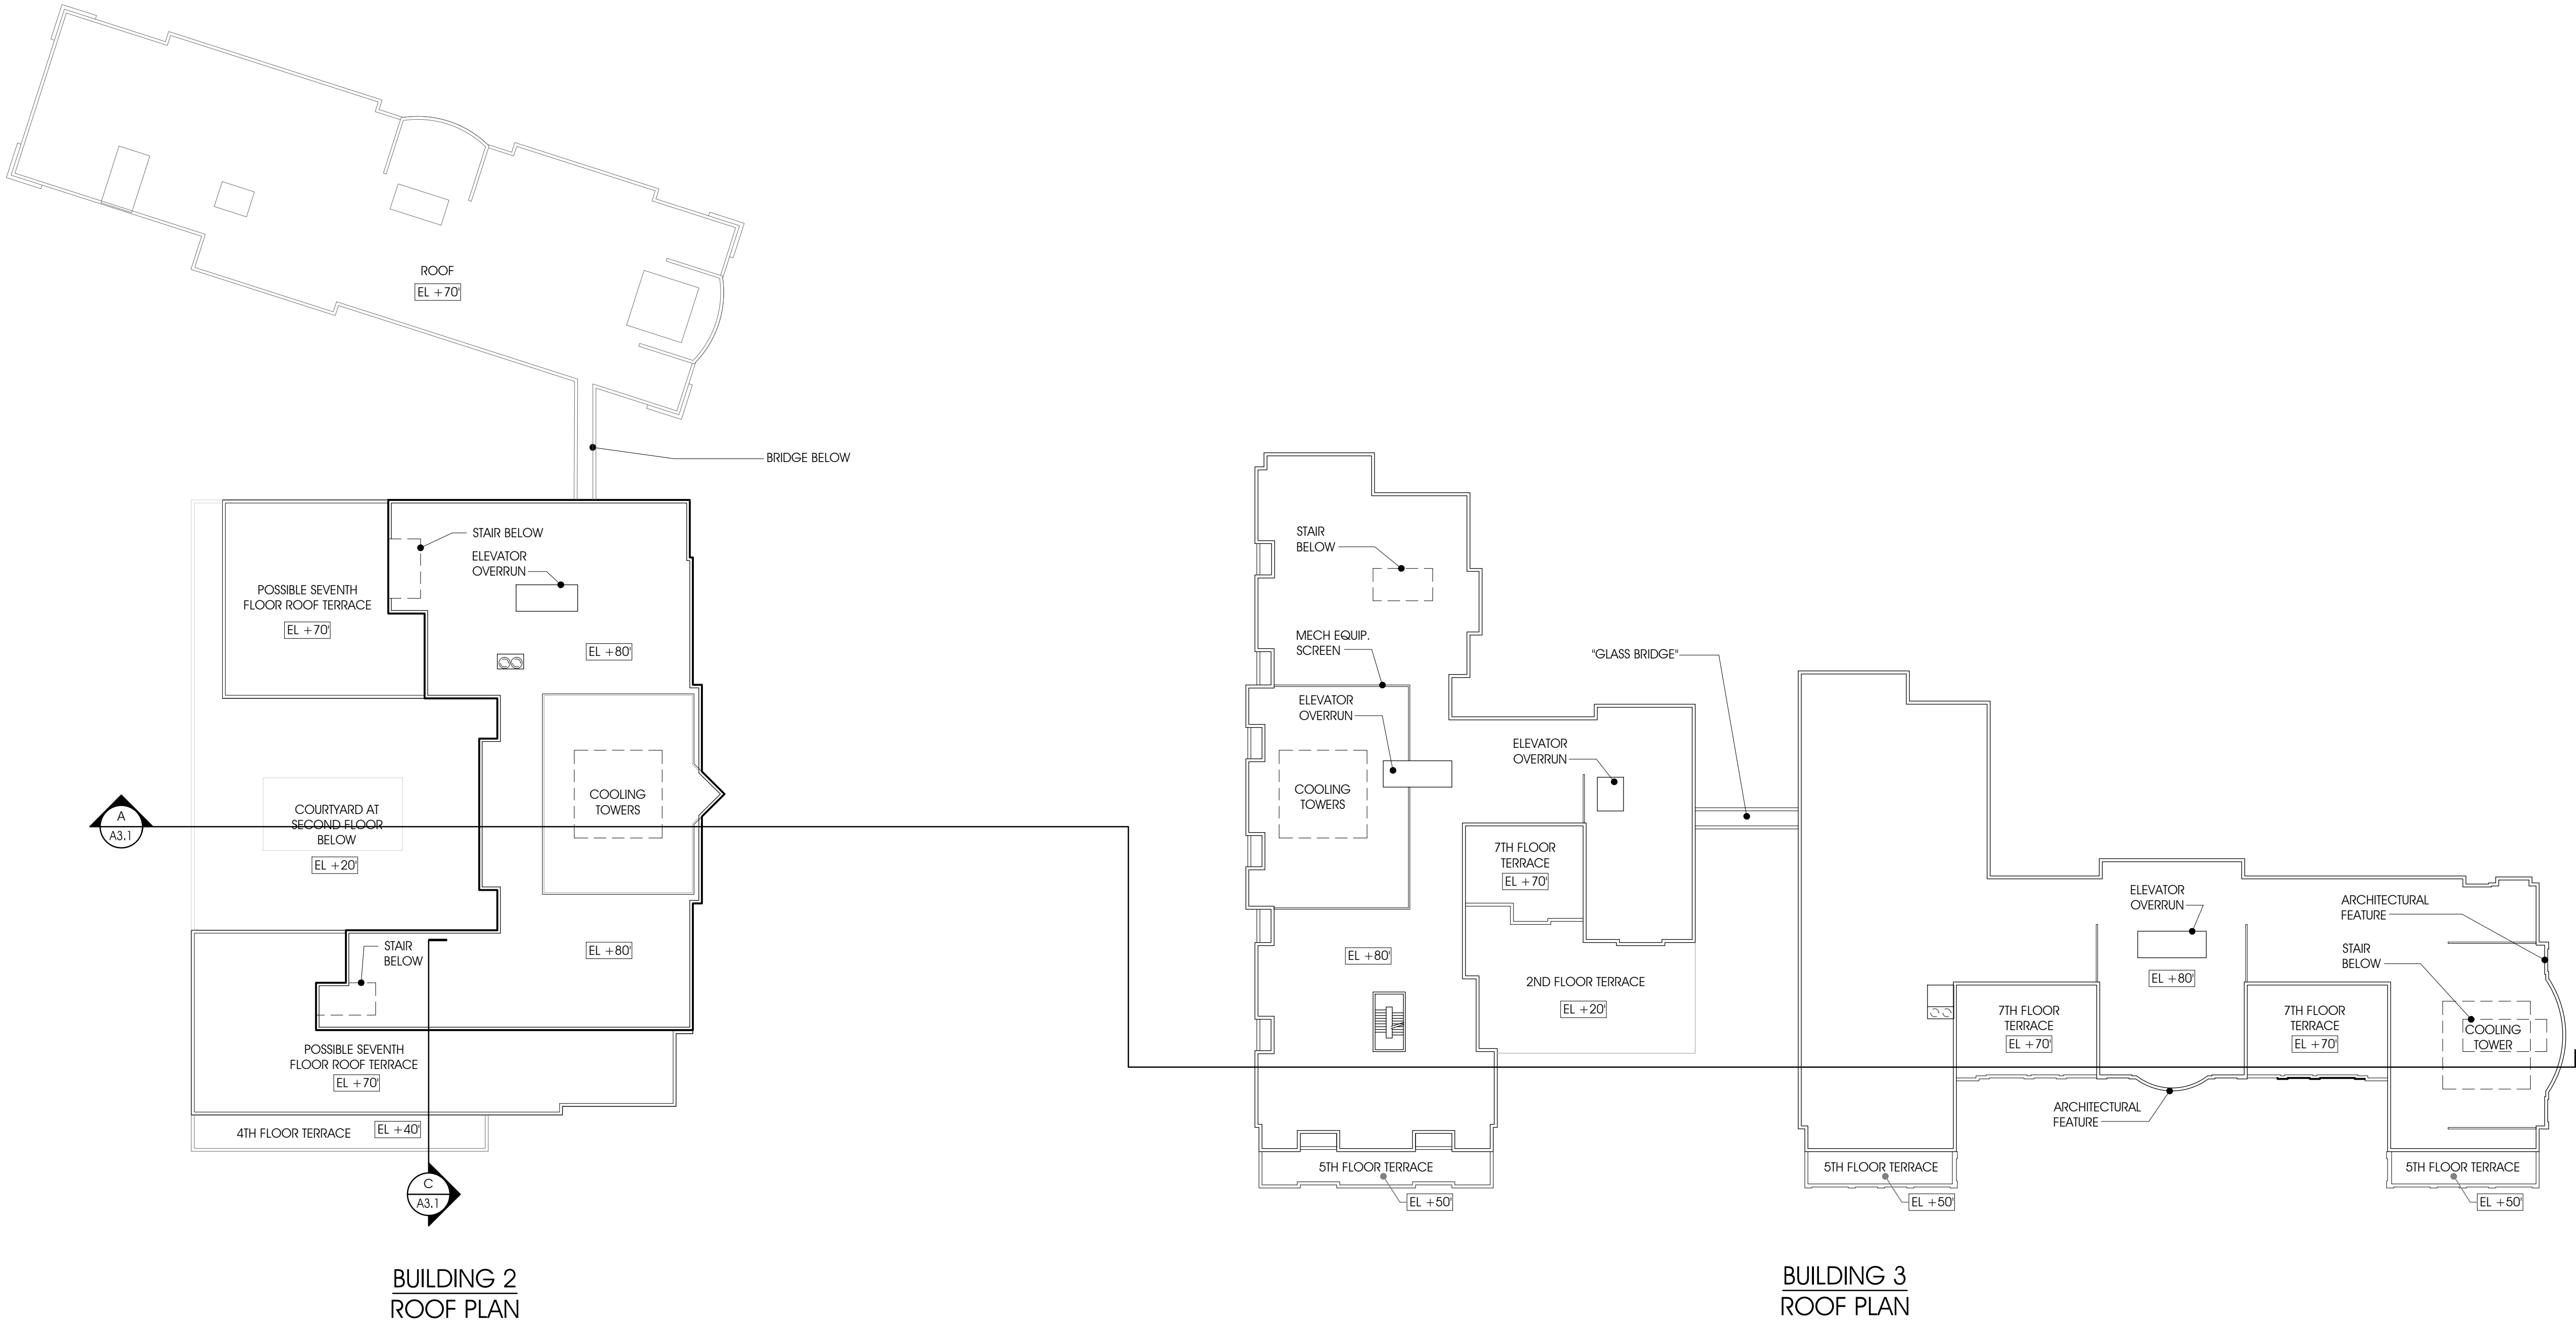 ROOF
EL +70'
BRIDGE BELOW
STAIR BELOW
ELEVATOR
OVERRUN
POSSIBLE SEVENTH
FLOOR ROOF TERRACE
EL +70'
EL +80'
COOLING
TOWERS
COURTYARD AT
SECOND FLOOR
BELOW
EL +20'
A
A3.1
STAIR
BELOW
EL +80'
POSSIBLE SEVENTH
FLOOR ROOF TERRACE
EL +70'
4TH FLOOR TERRACE
EL +40'
C
A3.1
BUILDING 2
ROOF PLAN
STAIR
BELOW
MECH EQUIP.
SCREEN
ELEVATOR
OVERRUN
COOLING
TOWERS
"GLASS BRIDGE"
ELEVATOR
OVERRUN
7TH FLOOR
TERRACE
EL +70'
EL +80'
2ND FLOOR TERRACE
EL +20'
5TH FLOOR TERRACE
EL +50'
ELEVATOR
OVERRUN
EL +80'
ARCHITECTURAL
FEATURE
STAIR
BELOW
7TH FLOOR
TERRACE
EL +70'
7TH FLOOR
TERRACE
EL +70'
COOLING
TOWER
ARCHITECTURAL
FEATURE
5TH FLOOR TERRACE
EL +50'
5TH FLOOR TERRACE
EL +50'
BUILDING 3
ROOF PLAN